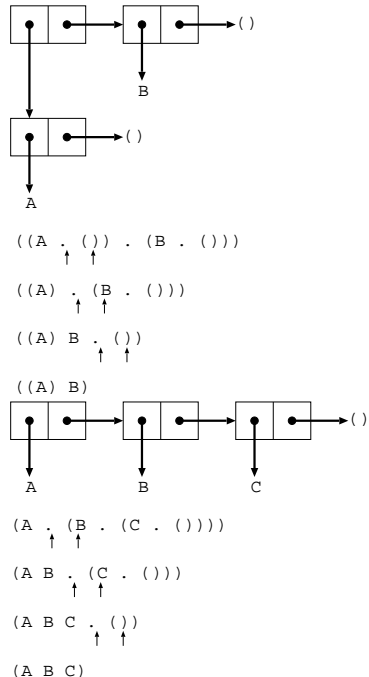 ()
B
()
A
((A . ()) . (B . ()))
((A) . (B . ()))
((A) B . ())
((A) B)
()
A B C
(A . (B . (C . ())))
(A B . (C . ()))
(A B C . ())
(A B C)